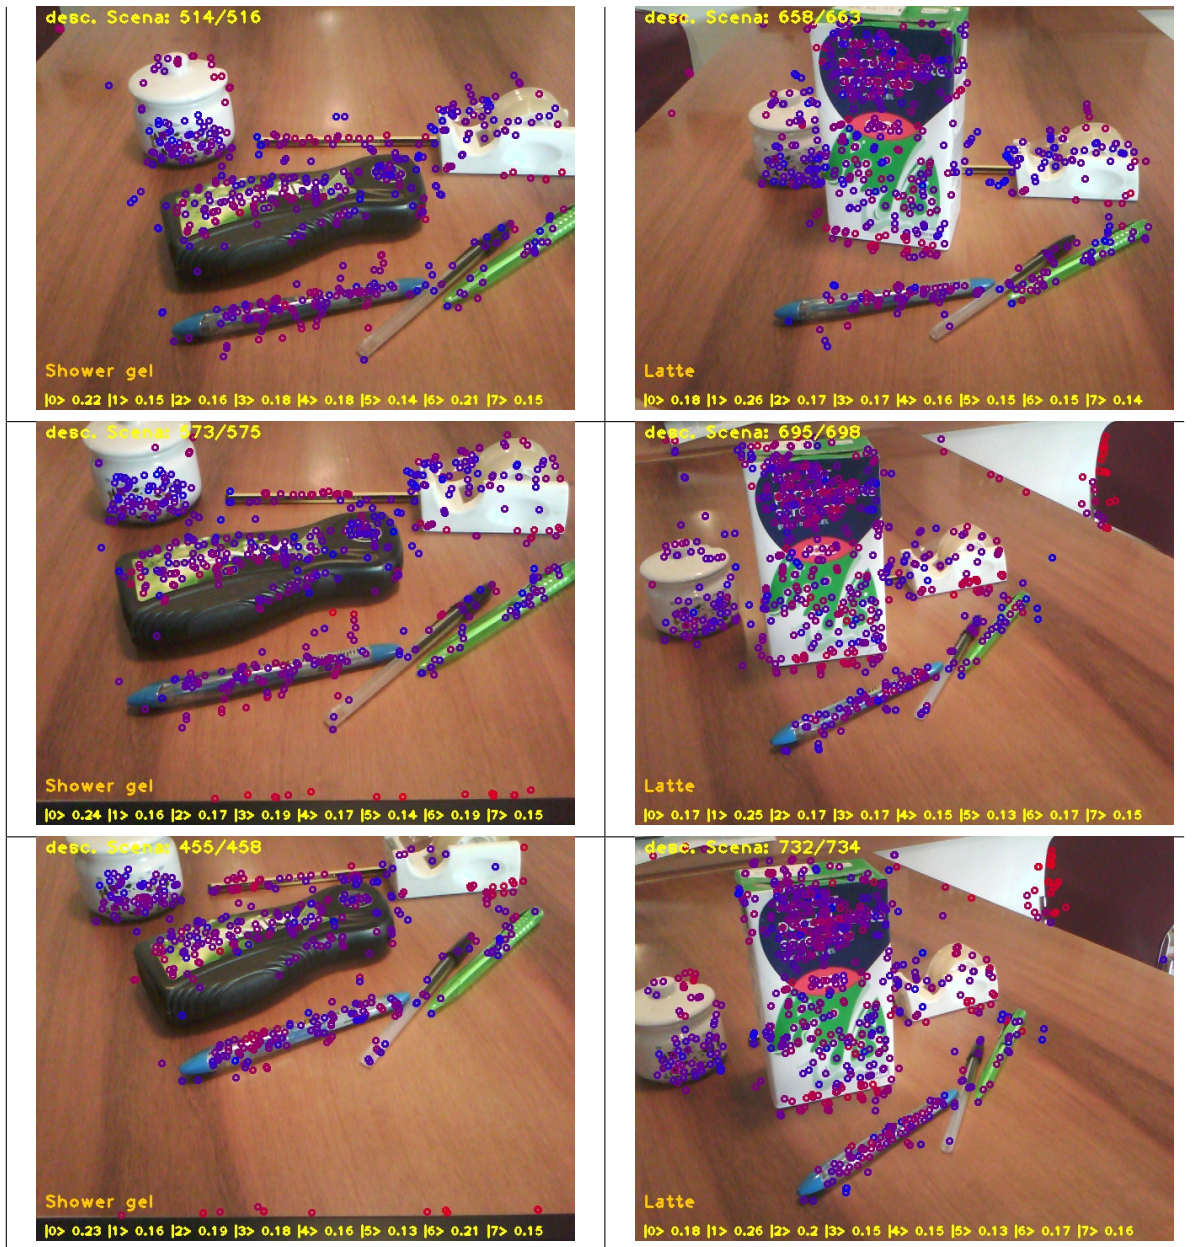 desc. Scena: 514/516
Shower gel
|0> 0.22 |1> 0.15 |2> 0.16 |3> 0.18 |4> 0.18 |5> 0.14 |6> 0.21 |7> 0.15
desc. Scena: 658/663
Latte
|0> 0.18 |1> 0.26 |2> 0.17 |3> 0.17 |4> 0.16 |5> 0.15 |6> 0.15 |7> 0.14
desc. Scena: 573/575
Shower gel
|0> 0.24 |1> 0.16 |2> 0.16 |3> 0.19 |4> 0.17 |5> 0.14 |6> 0.19 |7> 0.15
desc. Scena: 695/698
Latte
|0> 0.17 |1> 0.25 |2> 0.17 |3> 0.17 |4> 0.17 |5> 0.13 |6> 0.17 |7> 0.15
desc. Scena: 455/458
Shower gel
|0> 0.23 |1> 0.16 |2> 0.19 |3> 0.18 |4> 0.16 |5> 0.13 |6> 0.21 |7> 0.15
desc. Scena: 732/734
Latte
|0> 0.18 |1> 0.26 |2> 0.2 |3> 0.15 |4> 0.15 |5> 0.13 |6> 0.17 |7> 0.16